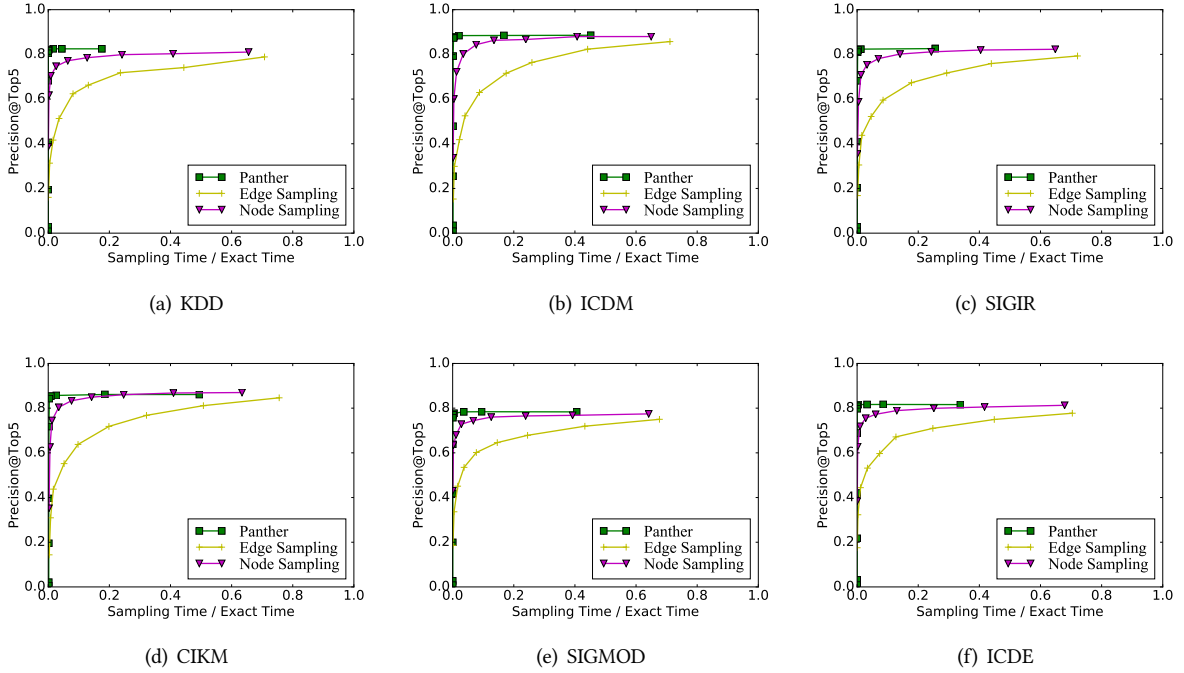 1.0
0.8
0.6
0.4
0.2
0.0
Precision@Top5
Panther
Edge Sampling
Node Sampling
0.0 0.2 0.4 0.6 0.8 1.0
Sampling Time / Exact Time
(a) KDD
1.0
0.8
0.6
0.4
0.2
0.0
Precision@Top5
Panther
Edge Sampling
Node Sampling
0.0 0.2 0.4 0.6 0.8 1.0
Sampling Time / Exact Time
(b) ICDM
1.0
0.8
0.6
0.4
0.2
0.0
Precision@Top5
Panther
Edge Sampling
Node Sampling
0.0 0.2 0.4 0.6 0.8 1.0
Sampling Time / Exact Time
(c) SIGIR
1.0
0.8
0.6
0.4
0.2
0.0
Precision@Top5
Panther
Edge Sampling
Node Sampling
0.0 0.2 0.4 0.6 0.8 1.0
Sampling Time / Exact Time
(d) CIKM
1.0
0.8
0.6
0.4
0.2
0.0
Precision@Top5
Panther
Edge Sampling
Node Sampling
0.0 0.2 0.4 0.6 0.8 1.0
Sampling Time / Exact Time
(e) SIGMOD
1.0
0.8
0.6
0.4
0.2
0.0
Precision@Top5
Panther
Edge Sampling
Node Sampling
0.0 0.2 0.4 0.6 0.8 1.0
Sampling Time / Exact Time
(f) ICDE